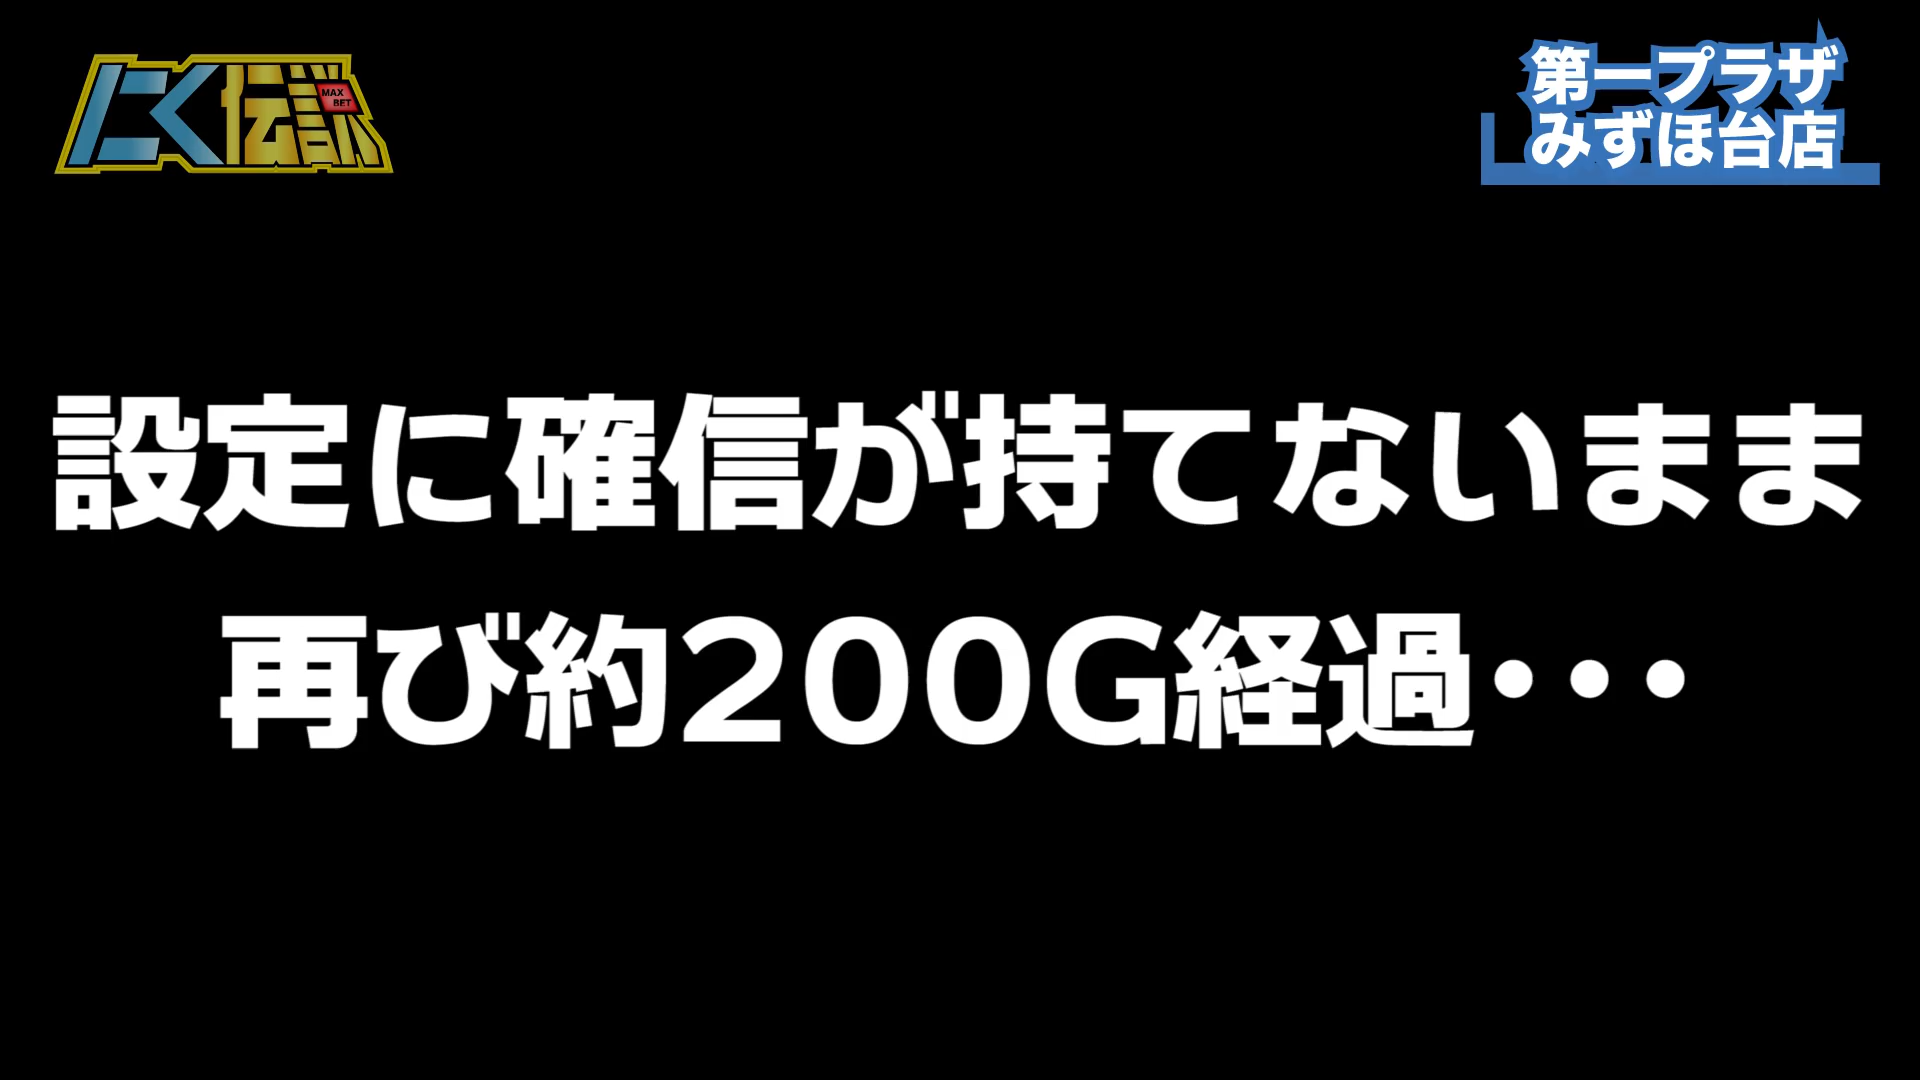 にく伝説
MAX
BET
第一プラザ
みずほ台店
設定に確信が持てないまま
再び約200G経過・・・